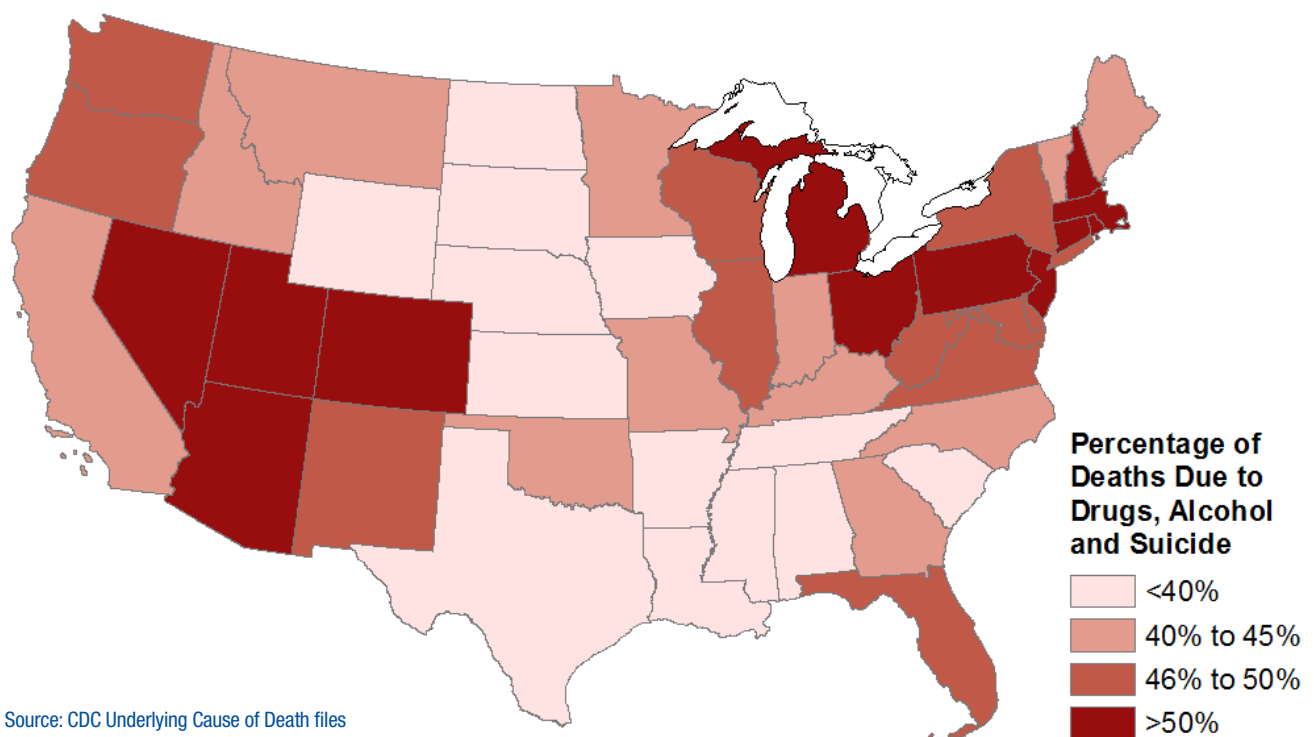 Percentage of
Deaths Due to
Drugs, Alcohol
and Suicide
<40%
40% to 45%
46% to 50%
>50%
Source: CDC Underlying Cause of Death files